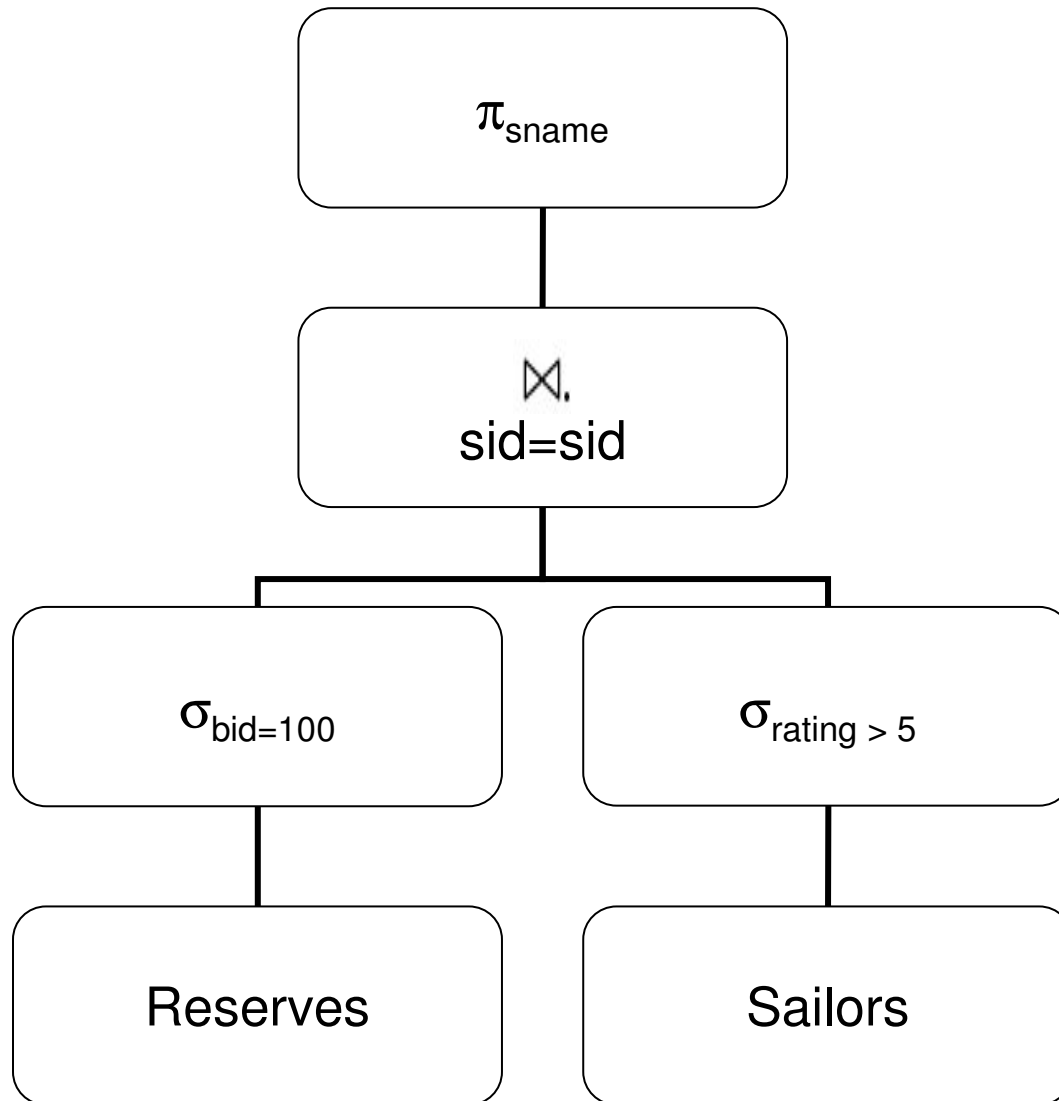 πsname
⋈.
sid=sid
σbid=100
σrating > 5
Reserves
Sailors